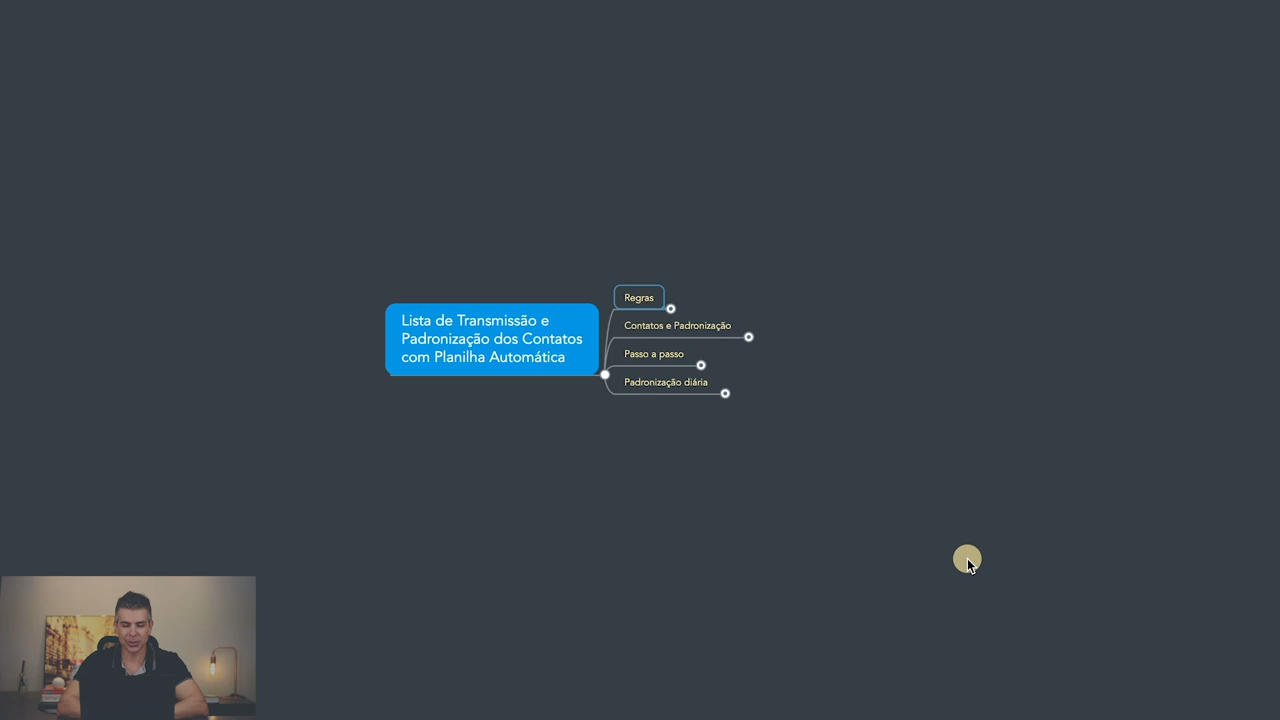 Lista de Transmissão e
Padronização dos Contatos
com Planilha Automática
Regras
Contatos e Padronização
Passo a passo
Padronização diária